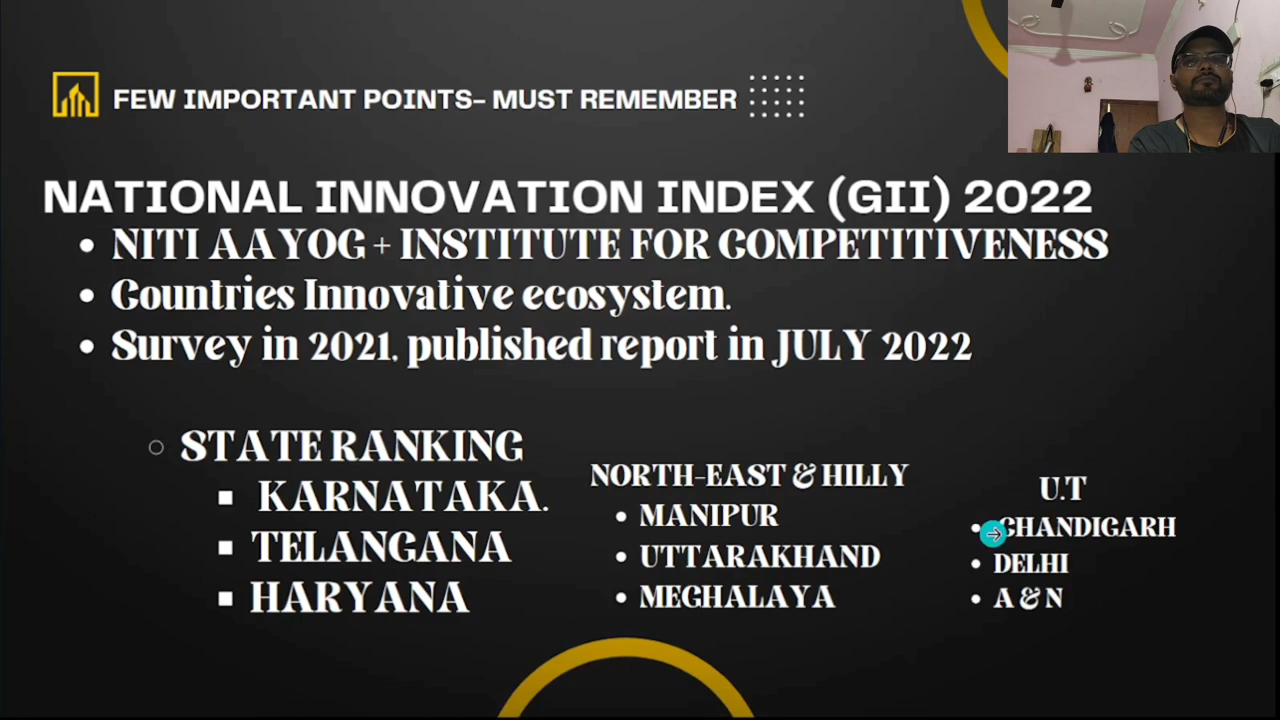 FEW IMPORTANT POINTS– MUST REMEMBER
NATIONAL INNOVATION INDEX (GII) 2022
• NITI AAYOG + INSTITUTE FOR COMPETITIVENESS
• Countries Innovative ecosystem.
• Survey in 2021, published report in JULY 2022
STATE RANKING
KARNATAKA.
TELANGANA
HARYANA
NORTH-EAST & HILLY
• MANIPUR
• UTTARAKHAND
• MEGHALAYA
U.T
• CHANDIGARH
• DELHI
• A & N